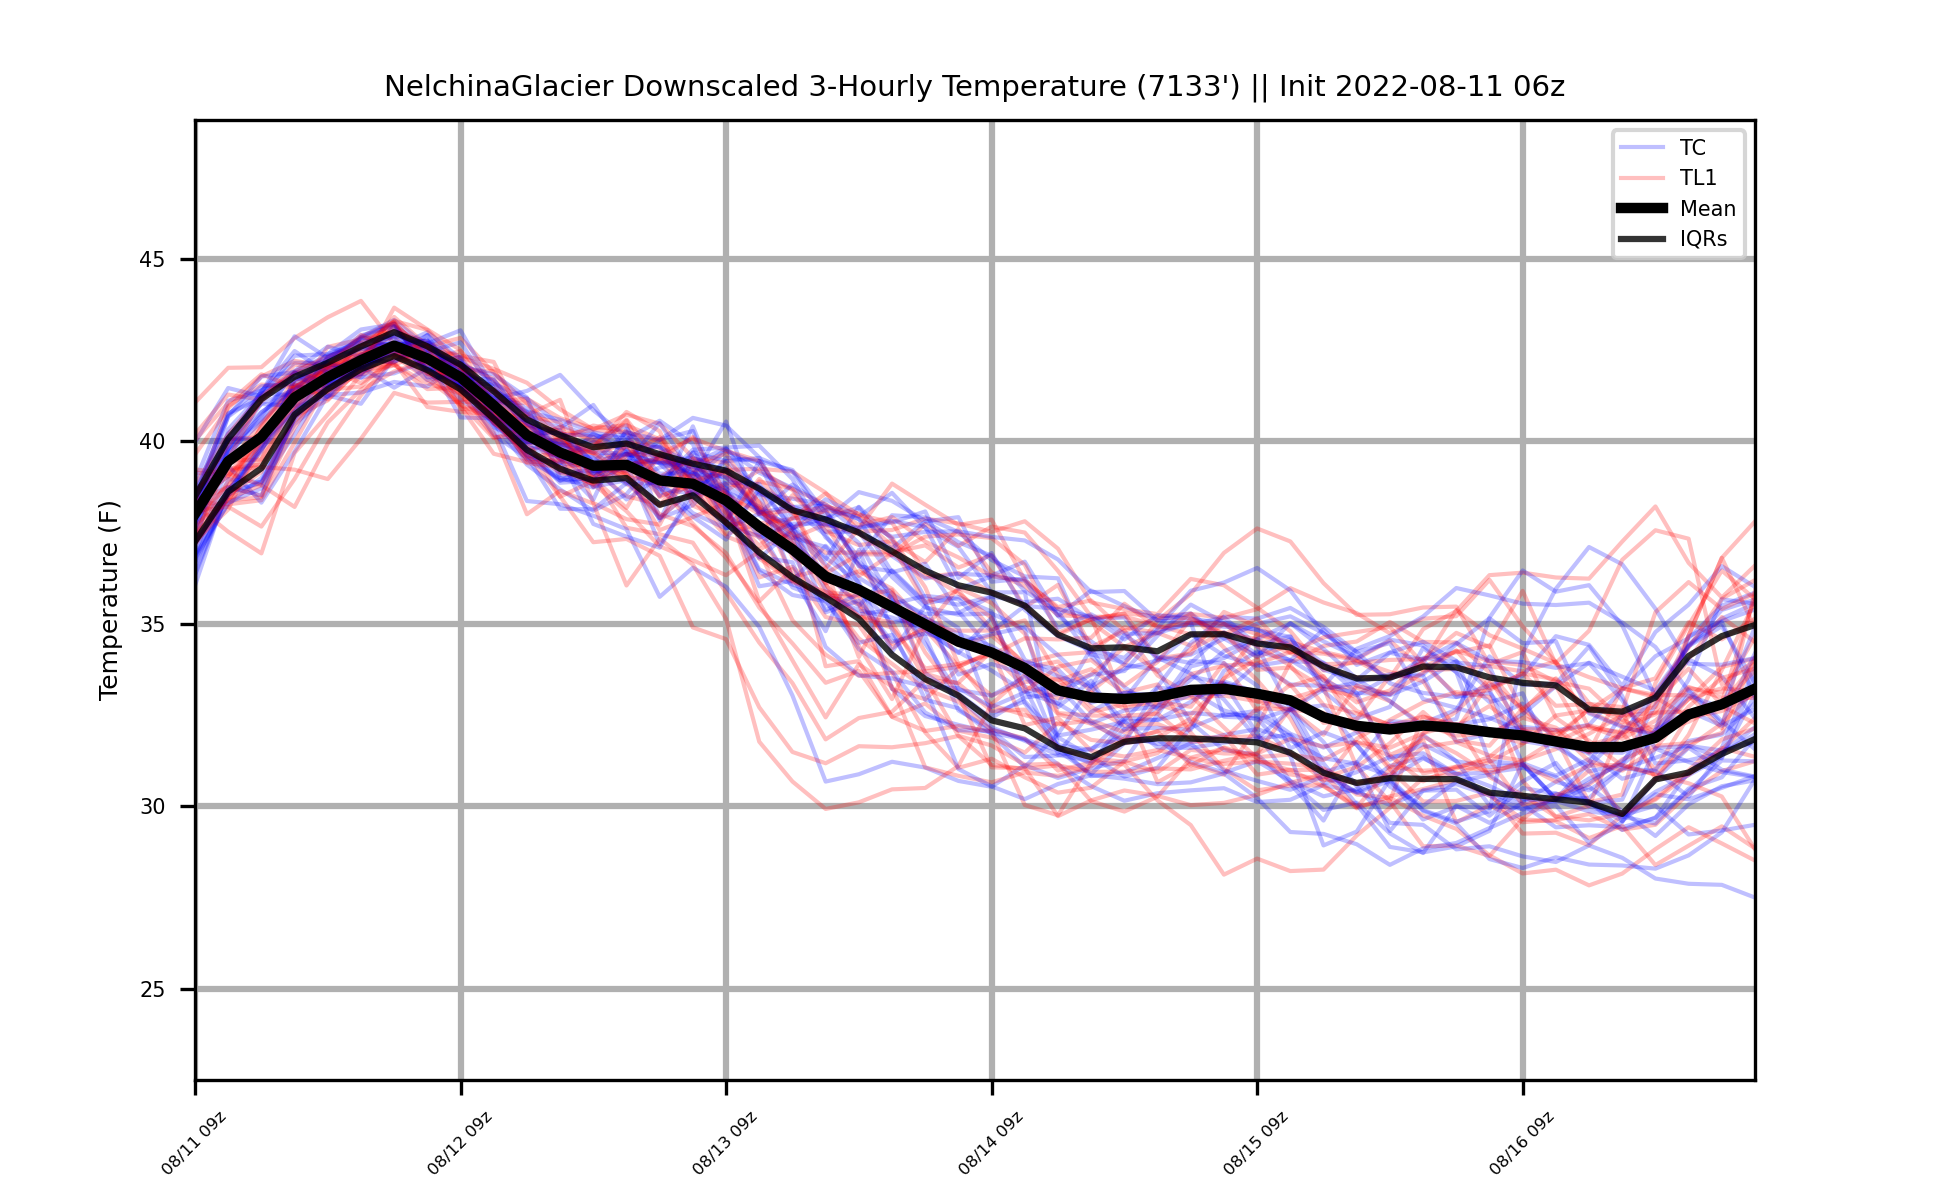 NelchinaGlacier Downscaled 3-Hourly Temperature (7133') || Init 2022-08-11 06z
TC
TL1
Mean
IQRs
Temperature (F)
45
40
35
30
25
08/11 09z
08/12 09z
08/13 09z
08/14 09z
08/15 09z
08/16 09z